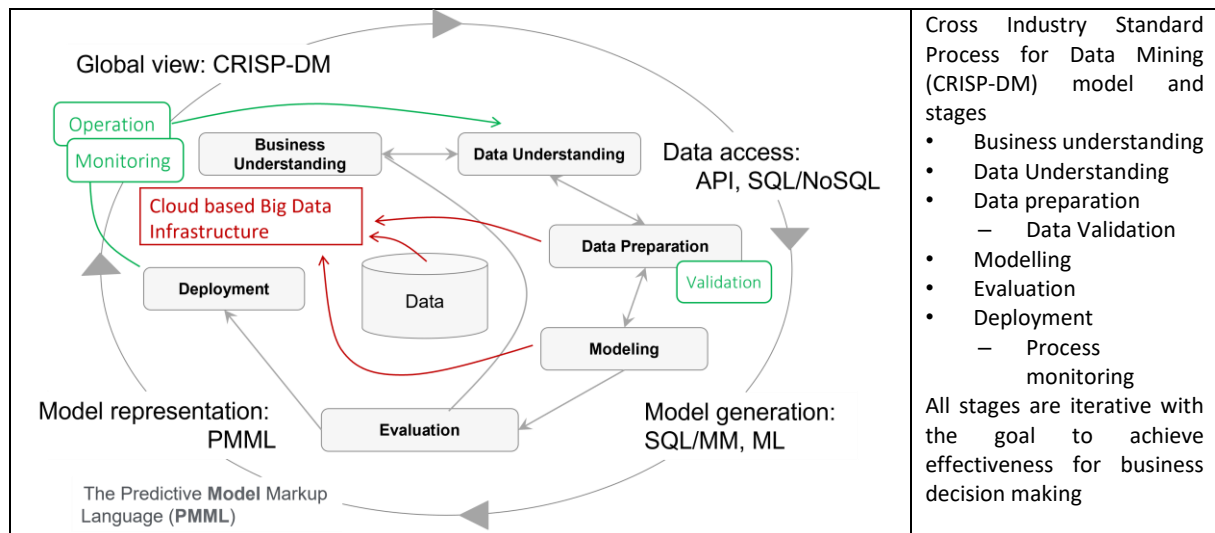 Global view: CRISP-DM
Operation
Monitoring
Business
Understanding
Data Understanding
Data access:
API, SQL/NoSQL
Cloud based Big Data
Infrastructure
Data Preparation
Validation
Deployment
Data
Modeling
Model representation:
PMML
Evaluation
Model generation:
SQL/MM, ML
The Predictive Model Markup
Language (PMML)
Cross Industry Standard
Process for Data Mining
(CRISP-DM) model and
stages
• Business understanding
• Data Understanding
• Data preparation
– Data Validation
• Modelling
• Evaluation
• Deployment
– Process
monitoring
All stages are iterative with
the goal to achieve
effectiveness for business
decision making